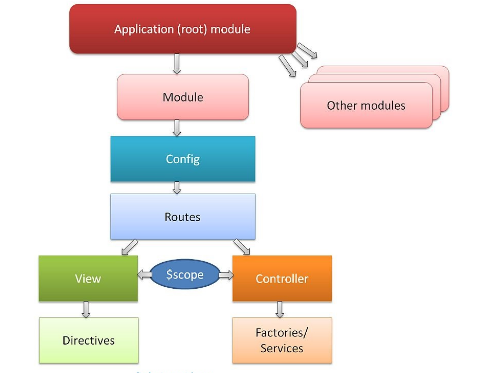 Application (root) module
Module
Other modules
Config
Routes
View
$scope
Controller
Directives
Factories/
Services